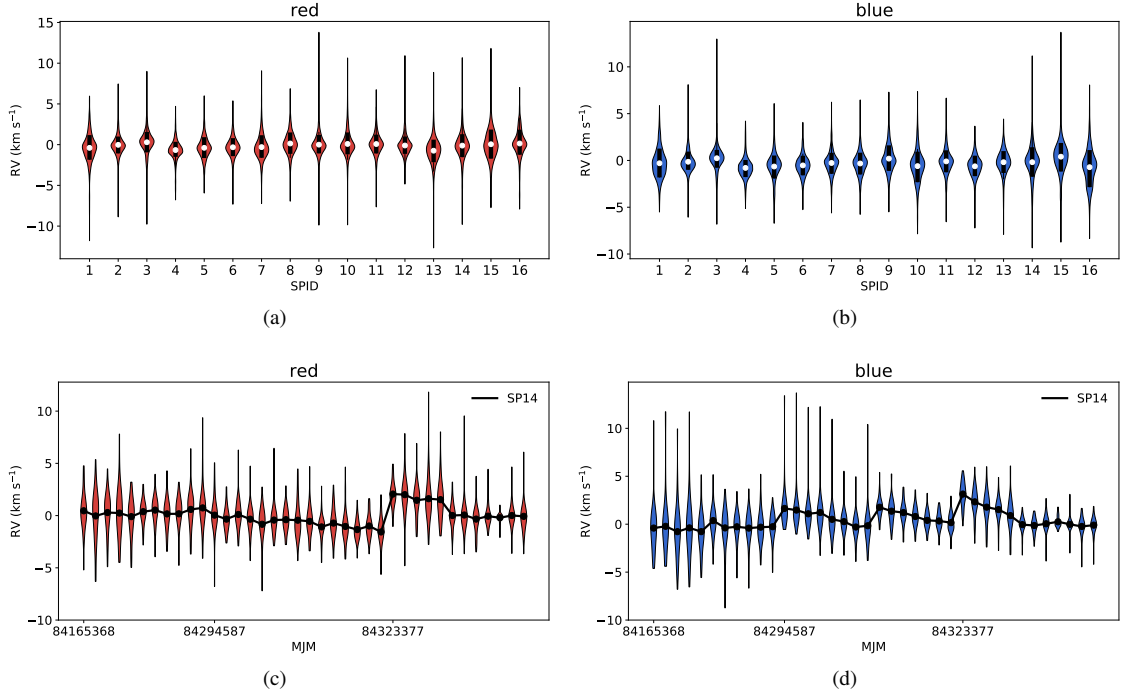 red
blue
15
10
5
0
−5
−10
RV (km s⁻¹)
1 2 3 4 5 6 7 8 9 10 11 12 13 14 15 16
SPID
10
5
0
−5
−10
RV (km s⁻¹)
1 2 3 4 5 6 7 8 9 10 11 12 13 14 15 16
SPID
(a)
(b)
red
blue
SP14
10
5
0
−5
−10
RV (km s⁻¹)
84165368 84294587 84323377
MJM
SP14
10
5
0
−5
−10
RV (km s⁻¹)
84165368 84294587 84323377
MJM
(c)
(d)